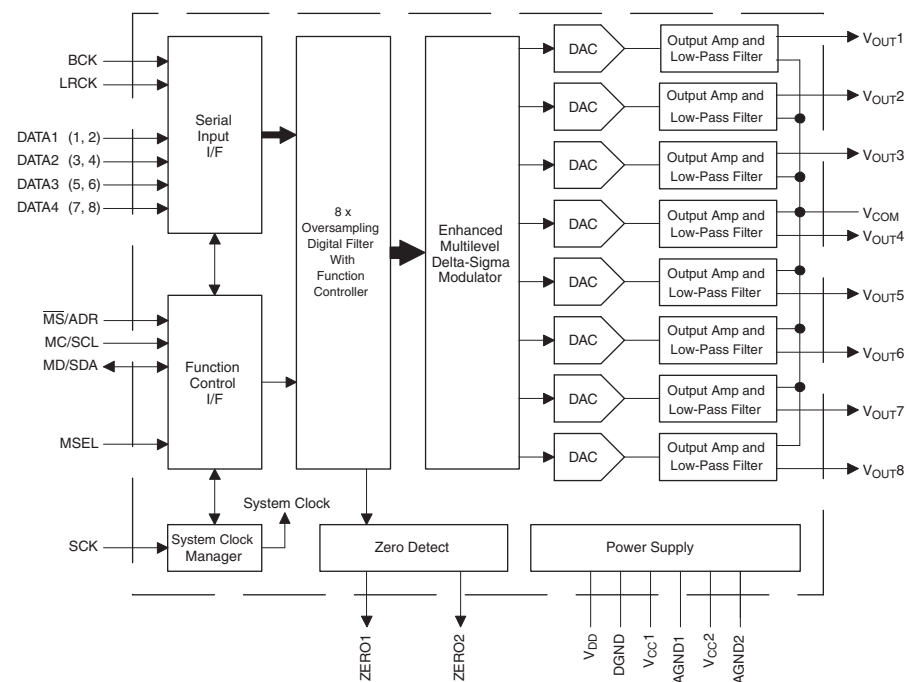 BCK
LRCK
DATA1 (1, 2)
DATA2 (3, 4)
DATA3 (5, 6)
DATA4 (7, 8)
MS/ADR
MC/SCL
MD/SDA
MSEL
SCK
Serial
Input
I/F
Function
Control
I/F
System Clock
Manager
System Clock
8 x
Oversampling
Digital Filter
With
Function
Controller
Enhanced
Multilevel
Delta-Sigma
Modulator
DAC
DAC
DAC
DAC
DAC
DAC
DAC
DAC
Output Amp and
Low-Pass Filter
Output Amp and
Low-Pass Filter
Output Amp and
Low-Pass Filter
Output Amp and
Low-Pass Filter
Output Amp and
Low-Pass Filter
Output Amp and
Low-Pass Filter
Output Amp and
Low-Pass Filter
Output Amp and
Low-Pass Filter
VOUT1
VOUT2
VOUT3
VCOM
VOUT4
VOUT5
VOUT6
VOUT7
VOUT8
Zero Detect
Power Supply
ZERO1
ZERO2
VDD
DGND
VCC1
AGND1
VCC2
AGND2